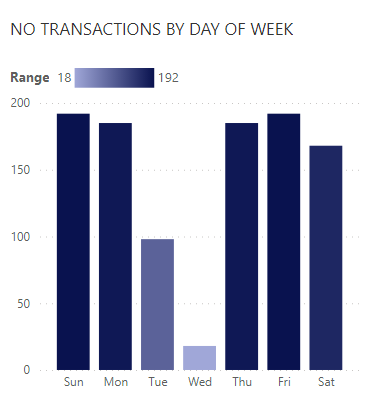 NO TRANSACTIONS BY DAY OF WEEK
Range 18 192
200
150
100
50
0
Sun Mon Tue Wed Thu Fri Sat